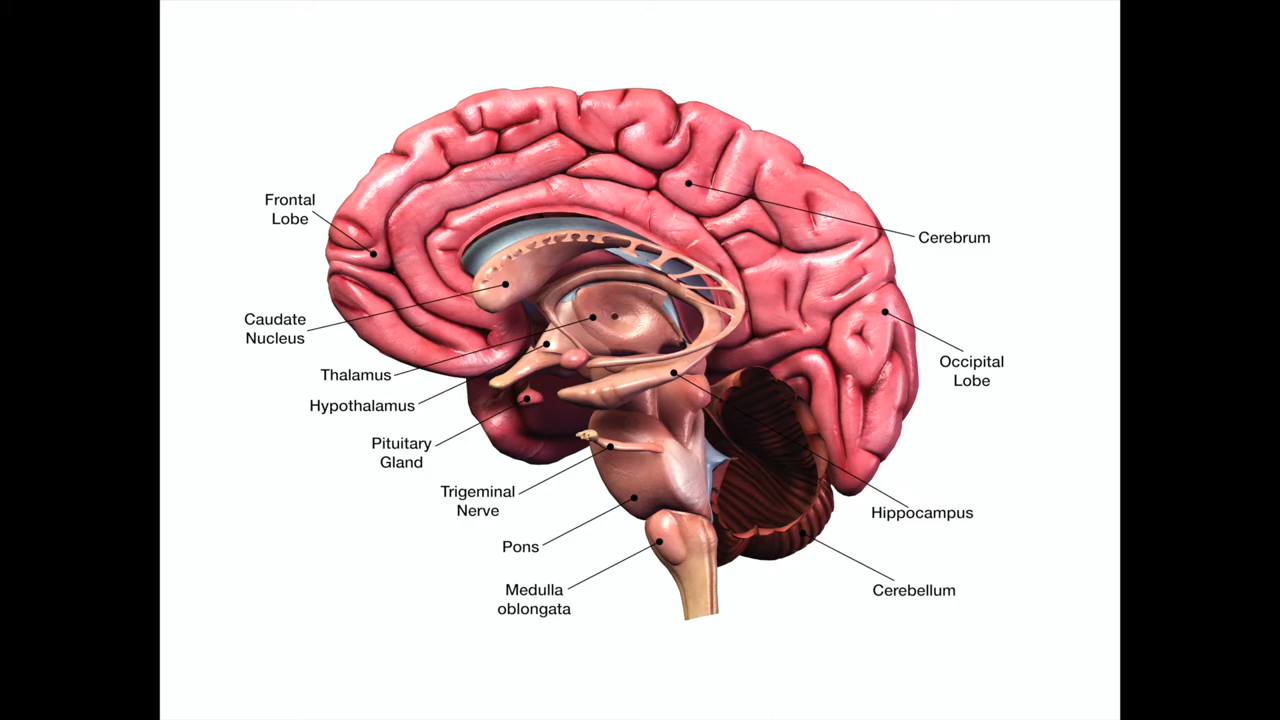 Frontal
Lobe
Caudate
Nucleus
Thalamus
Hypothalamus
Pituitary
Gland
Trigeminal
Nerve
Pons
Medulla
oblongata
Cerebrum
Occipital
Lobe
Hippocampus
Cerebellum